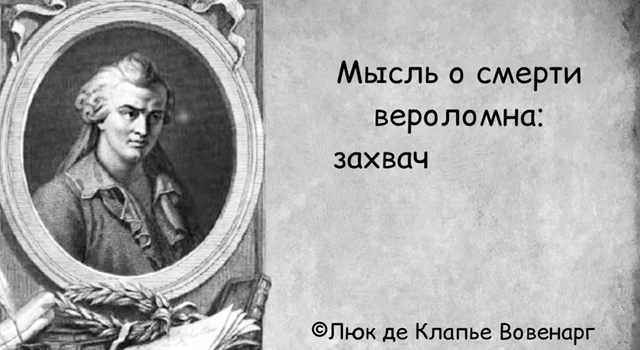 Мысль о смерти
вероломна:
захвач
©Люк де Клапье Вовенарг